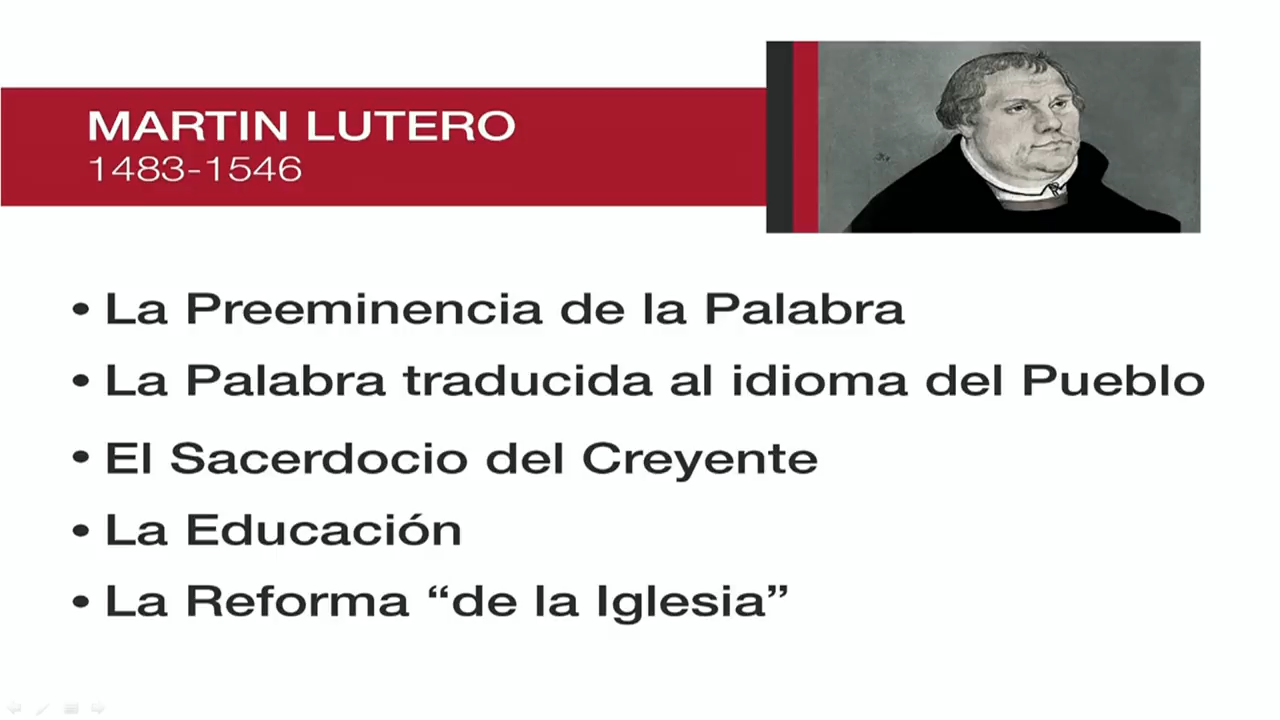 MARTIN LUTERO
1483-1546
• La Preeminencia de la Palabra
• La Palabra traducida al idioma del Pueblo
• El Sacerdocio del Creyente
• La Educación
• La Reforma “de la Iglesia”